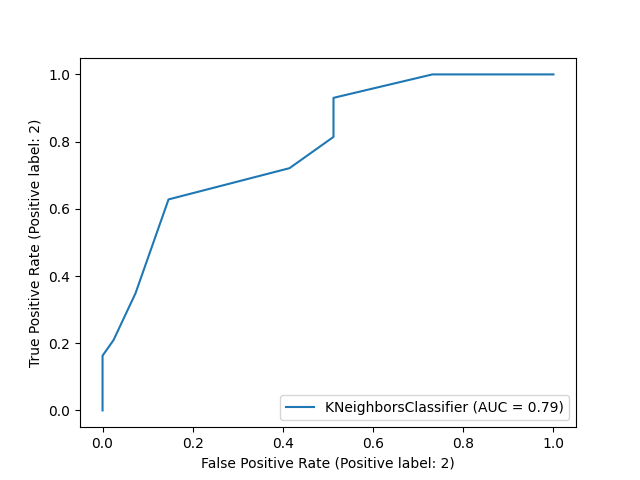 1.0
0.8
0.6
0.4
0.2
0.0
True Positive Rate (Positive label: 2)
KNeighborsClassifier (AUC = 0.79)
0.0 0.2 0.4 0.6 0.8 1.0
False Positive Rate (Positive label: 2)